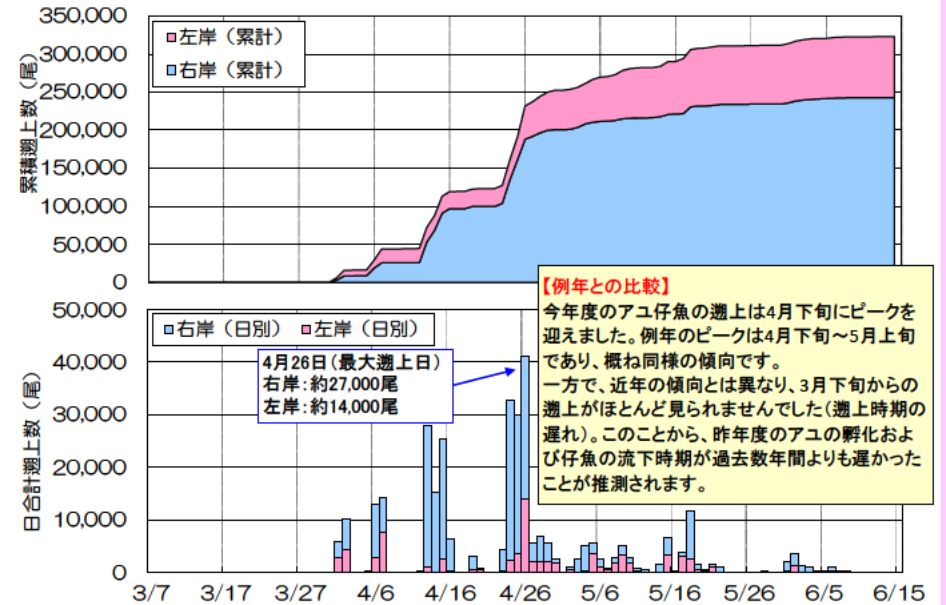 累積遡上数（尾）
350,000
300,000
250,000
200,000
150,000
100,000
50,000
0
左岸（累計）
右岸（累計）
日合計遡上数（尾）
50,000
40,000
30,000
20,000
10,000
0
右岸（日別） 左岸（日別）
4月26日（最大遡上日）
右岸：約27,000尾
左岸：約14,000尾
【例年との比較】
今年度のアユ仔魚の遡上は4月下旬にピークを
迎えました。例年のピークは4月下旬～5月上旬
であり、概ね同様の傾向です。
一方で、近年の傾向とは異なり、3月下旬からの
遡上がほとんど見られませんでした（遡上時期の
遅れ）。このことから、昨年度のアユの孵化およ
び仔魚の流下時期が過去数年間よりも遅かった
ことが推測されます。
3/7 3/17 3/27 4/6 4/16 4/26 5/6 5/16 5/26 6/5 6/15